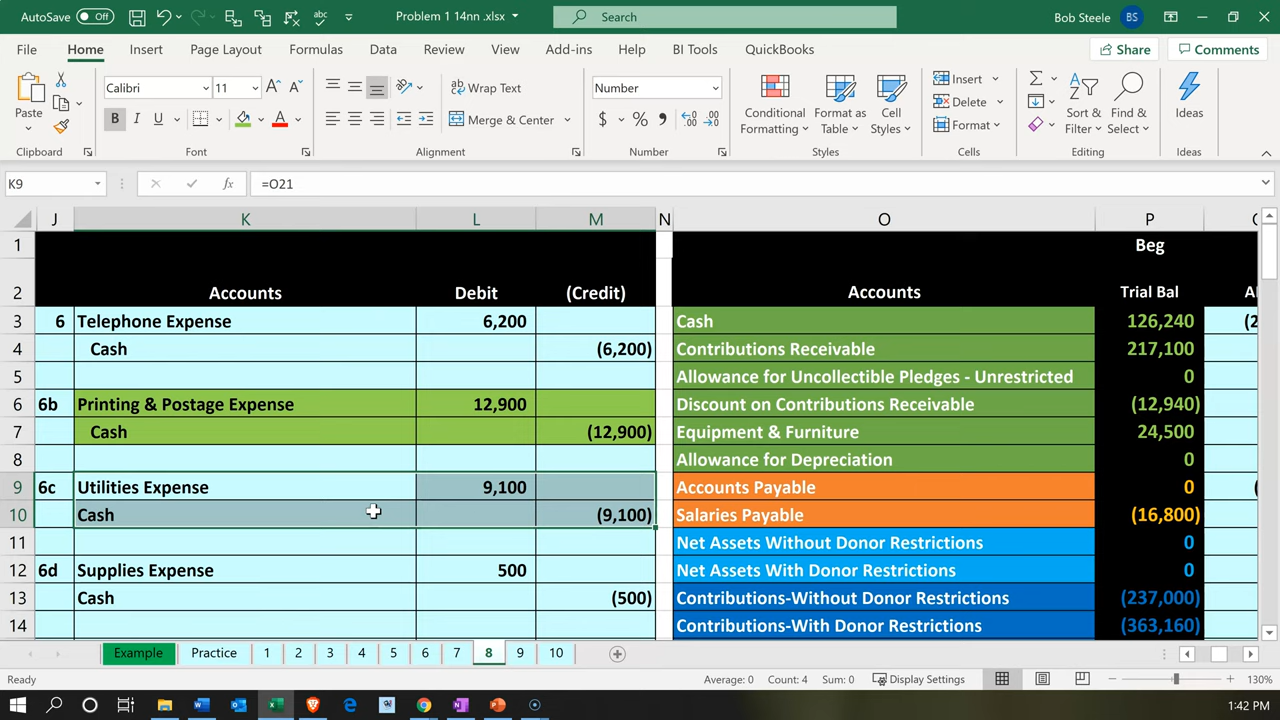 AutoSave Off abc Problem 1 14nn .xlsx Search Bob Steele BS
File Home Insert Page Layout Formulas Data Review View Add-ins Help BI Tools QuickBooks Share Comments
Paste Calibri 11 A A Wrap Text Number Conditional Formatting Format as Table Cell Styles Insert Delete Format Sort & Filter Find & Select Ideas
B I U A Merge & Center $ %
Clipboard Font Alignment Number Styles Cells Editing Ideas
K9 fx =O21
J K L M N O P
1 Beg
2 Accounts Debit (Credit) Accounts Trial Bal
3 6 Telephone Expense 6,200 Cash 126,240 (2
4 Cash (6,200) Contributions Receivable 217,100
5 Allowance for Uncollectible Pledges - Unrestricted 0
6 6b Printing & Postage Expense 12,900 Discount on Contributions Receivable (12,940)
7 Cash (12,900) Equipment & Furniture 24,500
8 Allowance for Depreciation 0
9 6c Utilities Expense 9,100 Accounts Payable 0 (
10 Cash (9,100) Salaries Payable (16,800)
11 Net Assets Without Donor Restrictions 0
12 6d Supplies Expense 500 Net Assets With Donor Restrictions 0
13 Cash (500) Contributions-Without Donor Restrictions (237,000)
14 Contributions-With Donor Restrictions (363,160)
Example Practice 1 2 3 4 5 6 7 8 9 10
Ready Average: 0 Count: 4 Sum: 0 Display Settings 130%
1:42 PM